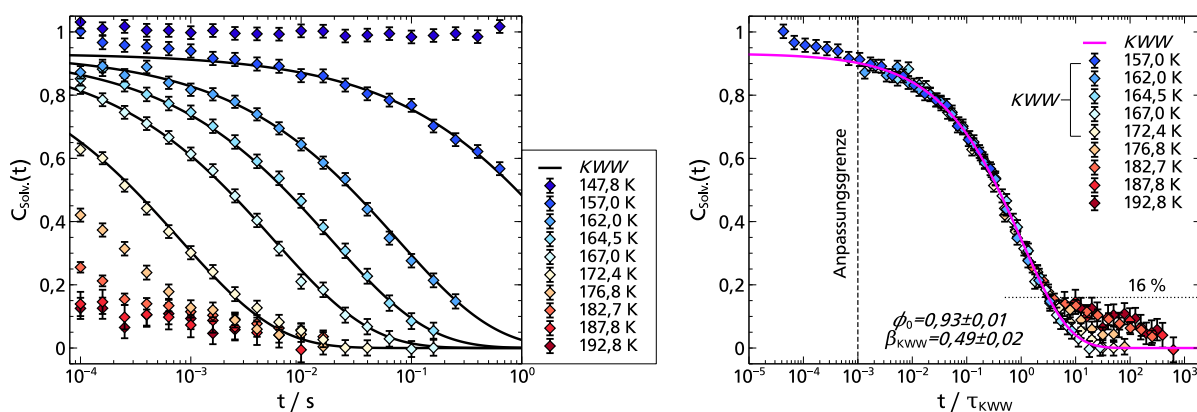 C_Solv.(t)
1
0,8
0,6
0,4
0,2
0
10^−4
10^−3
10^−2
10^−1
10^0
t / s
KWW
147,8 K
157,0 K
162,0 K
164,5 K
167,0 K
172,4 K
176,8 K
182,7 K
187,8 K
192,8 K
C_Solv.(t)
1
0,8
0,6
0,4
0,2
0
10^−5
10^−4
10^−3
10^−2
10^−1
10^0
10^1
10^2
10^3
t / τ_KWW
Anpassungsgrenze
KWW
KWW
157,0 K
162,0 K
164,5 K
167,0 K
172,4 K
176,8 K
182,7 K
187,8 K
192,8 K
16 %
ϕ_0=0,93±0,01
β_KWW=0,49±0,02